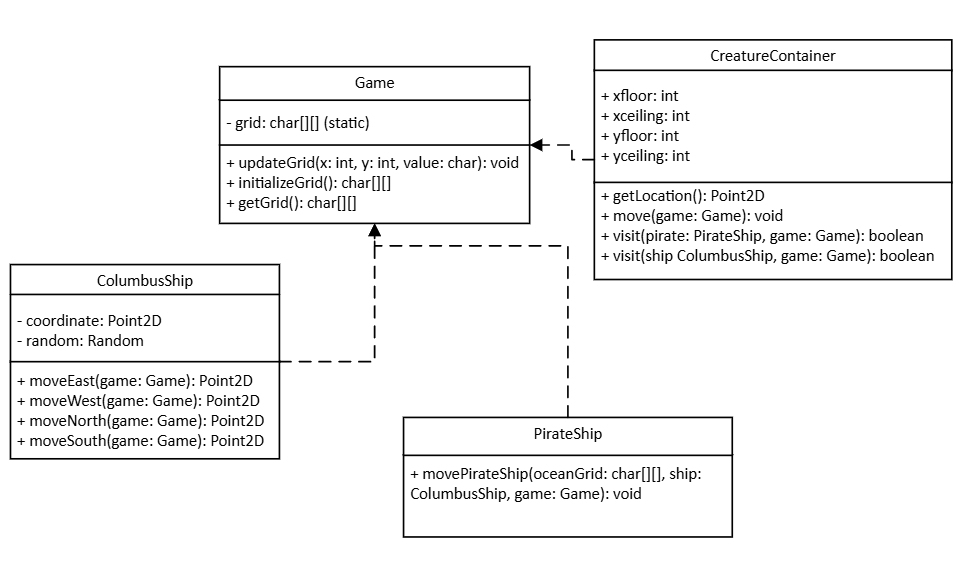 CreatureContainer
+ xfloor: int
+ xceiling: int
+ yfloor: int
+ yceiling: int
+ getLocation(): Point2D
+ move(game: Game): void
+ visit(pirate: PirateShip, game: Game): boolean
+ visit(ship ColumbusShip, game: Game): boolean
Game
- grid: char[][] (static)
+ updateGrid(x: int, y: int, value: char): void
+ initializeGrid(): char[][]
+ getGrid(): char[][]
ColumbusShip
- coordinate: Point2D
- random: Random
+ moveEast(game: Game): Point2D
+ moveWest(game: Game): Point2D
+ moveNorth(game: Game): Point2D
+ moveSouth(game: Game): Point2D
PirateShip
+ movePirateShip(oceanGrid: char[][], ship:
ColumbusShip, game: Game): void